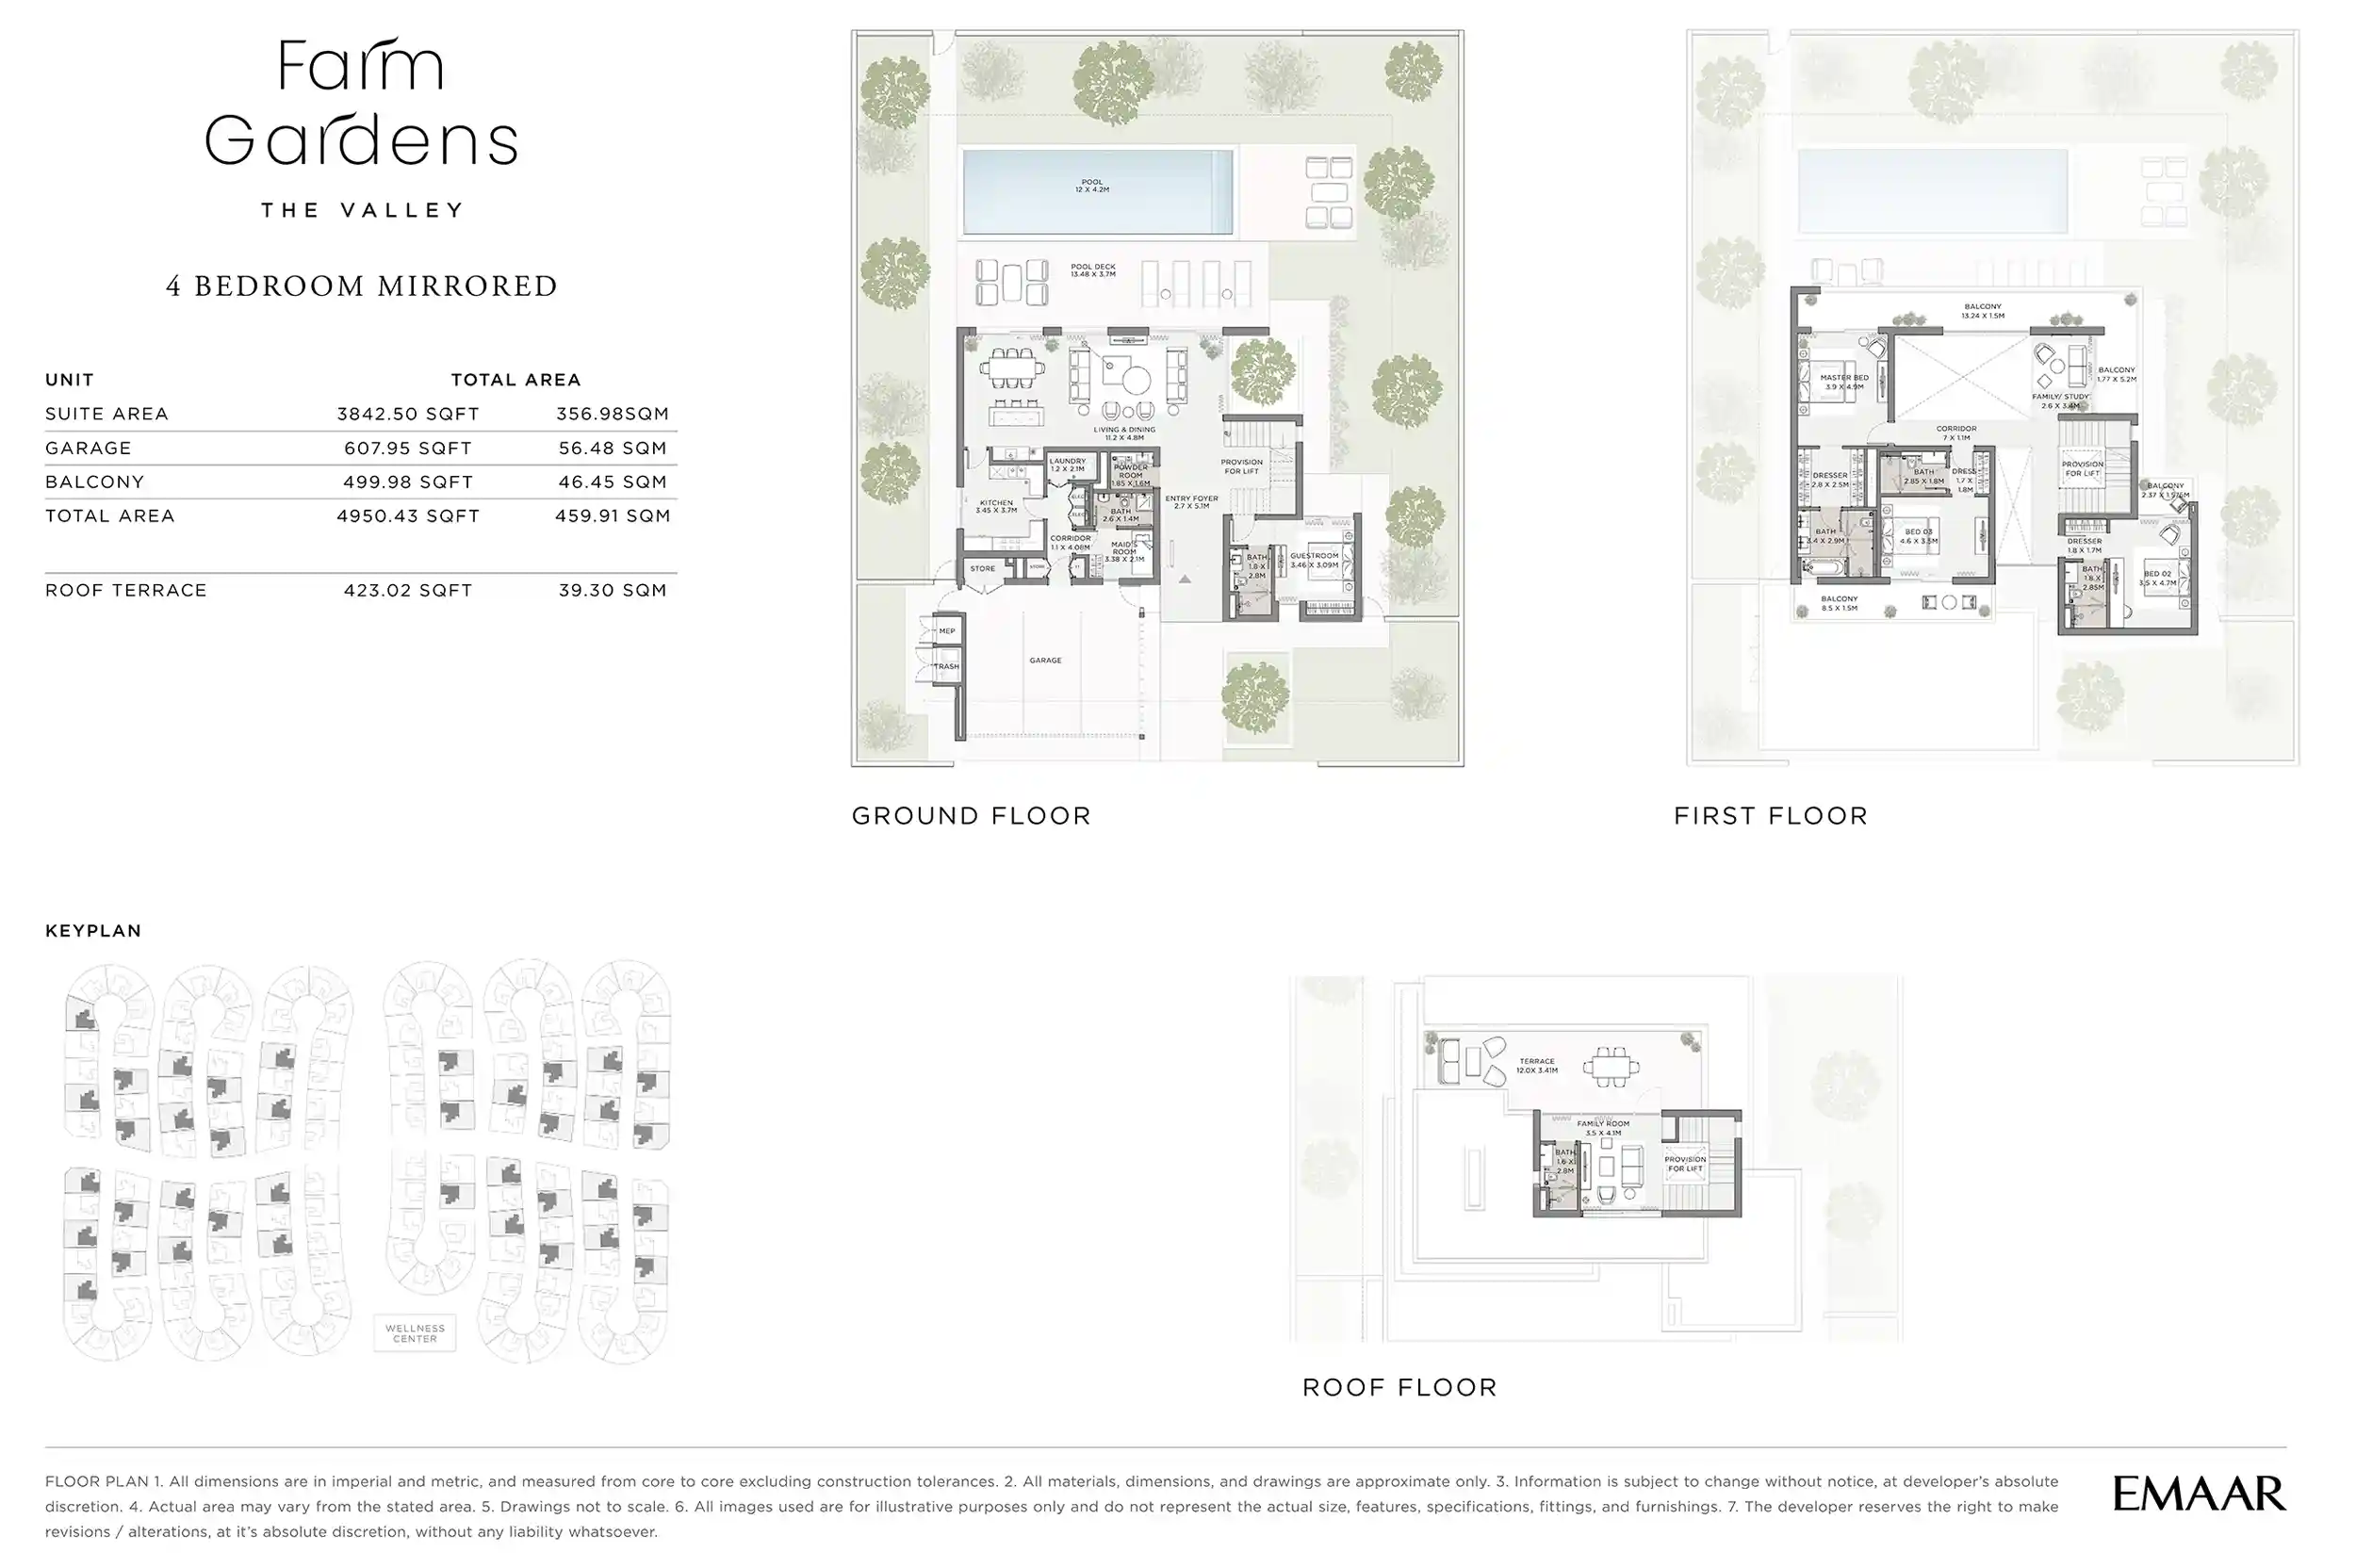 Farm
Gardens
THE VALLEY
4 BEDROOM MIRRORED
UNIT TOTAL AREA
SUITE AREA 3842.50 SQFT 356.98SQM
GARAGE 607.95 SQFT 56.48 SQM
BALCONY 499.98 SQFT 46.45 SQM
TOTAL AREA 4950.43 SQFT 459.91 SQM
ROOF TERRACE 423.02 SQFT 39.30 SQM
POOL
12 X 4.2M
POOL DECK
13.48 X 3.7M
LIVING & DINING
11.2 X 4.8M
LAUNDRY
1.2 X 2.1M
POWDER
ROOM
1.85 X 1.6M
PROVISION
FOR LIFT
KITCHEN
3.45 X 3.7M
ELEC
ELEC
BATH
2.6 X 1.4M
ENTRY FOYER
2.7 X 5.1M
CORRIDOR
1.1 X 4.08M
MAID'S
ROOM
3.38 X 2.1M
STORE
STORE
BATH
1.8 X
2.8M
GUESTROOM
3.46 X 3.09M
MEP
TRASH
GARAGE
GROUND FLOOR
BALCONY
13.24 X 1.5M
MASTER BED
3.9 X 4.9M
BALCONY
1.77 X 5.2M
FAMILY/ STUDY
2.6 X 3.4M
CORRIDOR
7 X 1.1M
DRESSER
2.8 X 2.5M
BATH
2.85 X 1.8M
DRESS
1.7 X
1.8M
PROVISION
FOR LIFT
BALCONY
2.37 X
BATH
3.4 X 2.9M
BED 03
4.6 X 3.3M
DRESSER
1.8 X 1.7M
BATH
1.8 X
2.85M
BED 02
3.5 X 4.7M
BALCONY
8.5 X 1.5M
FIRST FLOOR
KEYPLAN
WELLNESS
CENTER
TERRACE
12.0X 3.41M
FAMILY ROOM
3.5 X 4.1M
BATH
1.6 X
2.8M
PROVISION
FOR LIFT
ROOF FLOOR
FLOOR PLAN 1. All dimensions are in imperial and metric, and measured from core to core excluding construction tolerances. 2. All materials, dimensions, and drawings are approximate only. 3. Information is subject to change without notice, at developer's absolute
discretion. 4. Actual area may vary from the stated area. 5. Drawings not to scale. 6. All images used are for illustrative purposes only and do not represent the actual size, features, specifications, fittings, and furnishings. 7. The developer reserves the right to make
revisions / alterations, at it's absolute discretion, without any liability whatsoever.
EMAAR